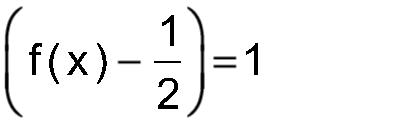 (f(x) − 1/2) = 1